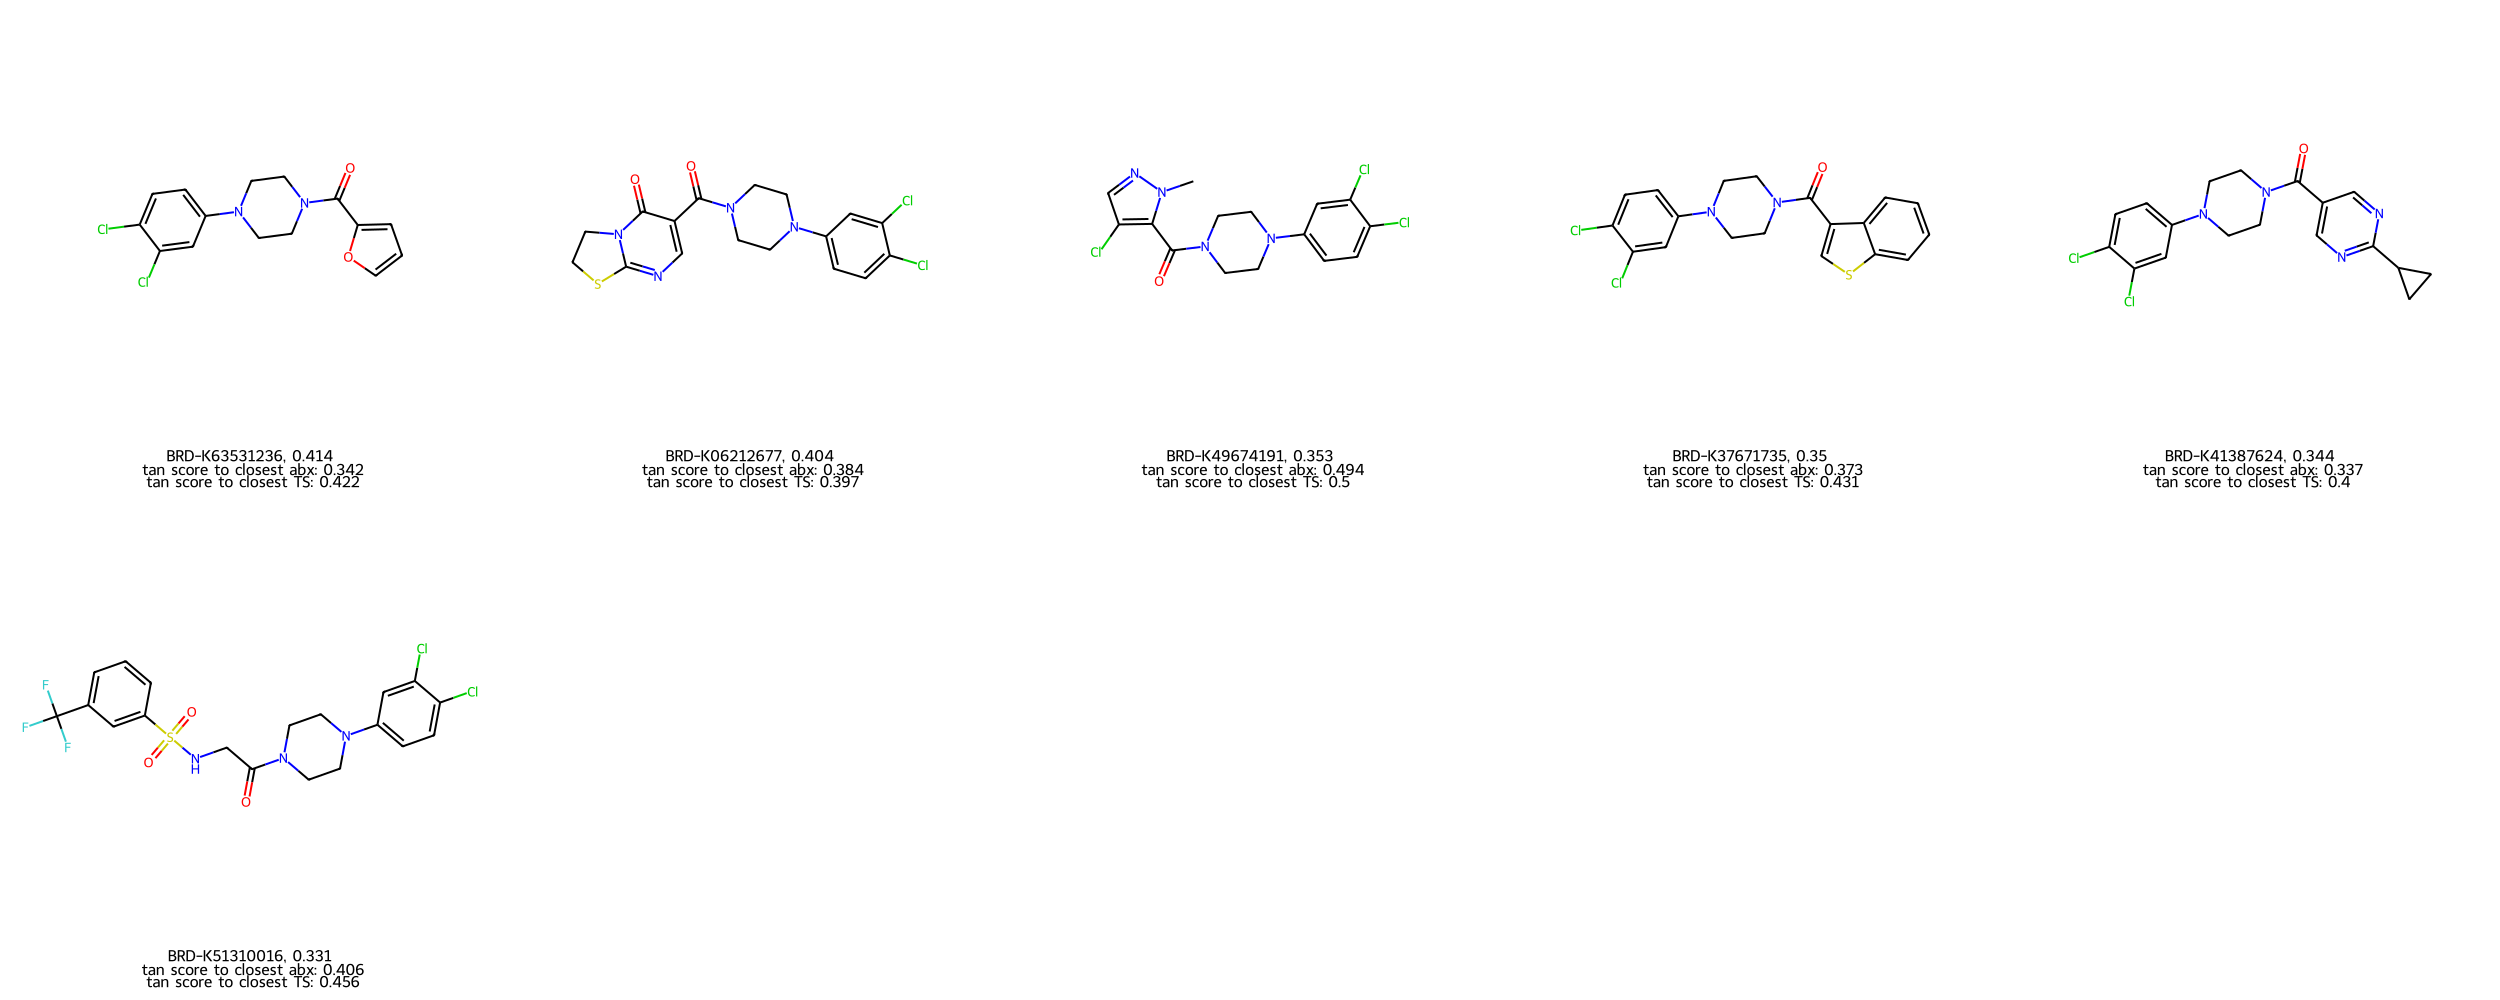 BRD-K63531236, 0.414
tan score to closest abx: 0.342
tan score to closest TS: 0.422
BRD-K06212677, 0.404
tan score to closest abx: 0.384
tan score to closest TS: 0.397
BRD-K49674191, 0.353
tan score to closest abx: 0.494
tan score to closest TS: 0.5
BRD-K37671735, 0.35
tan score to closest abx: 0.373
tan score to closest TS: 0.431
BRD-K41387624, 0.344
tan score to closest abx: 0.337
tan score to closest TS: 0.4
BRD-K51310016, 0.331
tan score to closest abx: 0.406
tan score to closest TS: 0.456